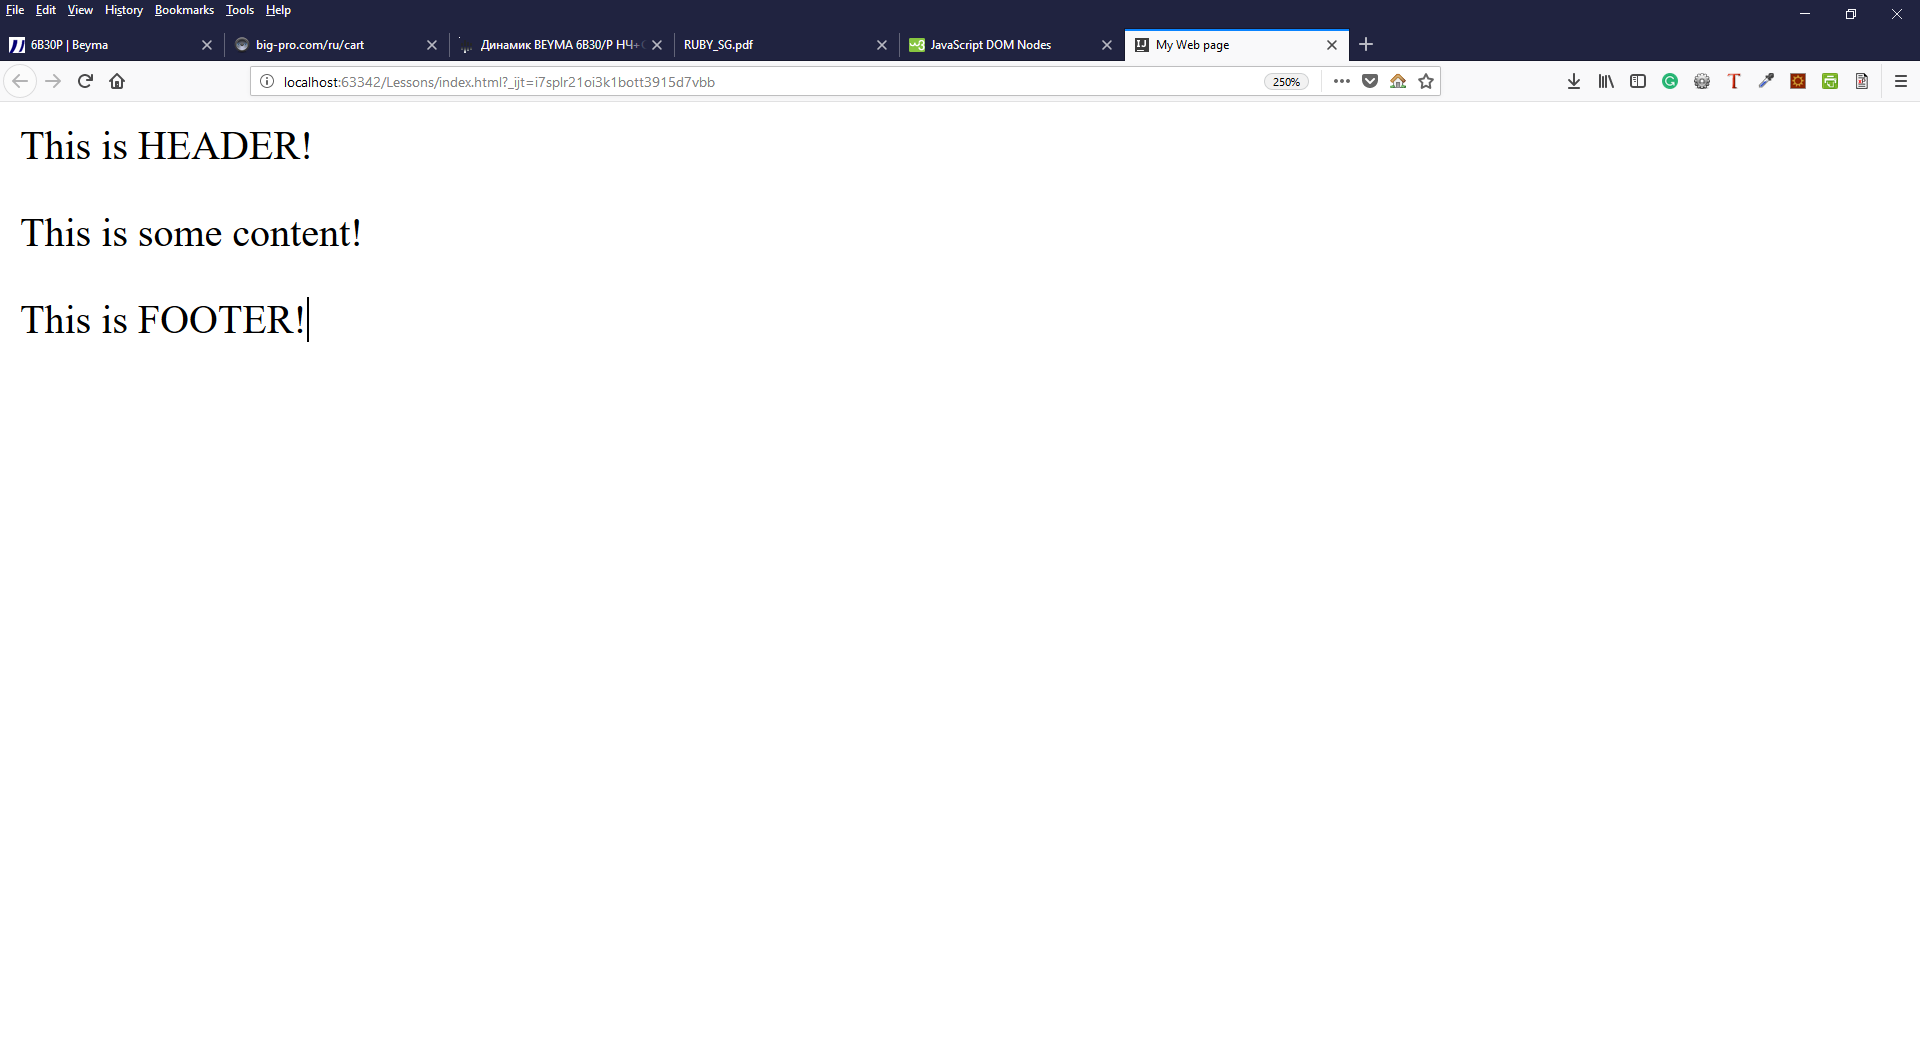 File Edit View History Bookmarks Tools Help
6B30P | Beyma
big-pro.com/ru/cart
Динамик BEYMA 6B30/P НЧ+
RUBY_SG.pdf
JavaScript DOM Nodes
My Web page
localhost:63342/Lessons/index.html?_ijt=i7splr21oi3k1bott3915d7vbb
250%
This is HEADER!
This is some content!
This is FOOTER!